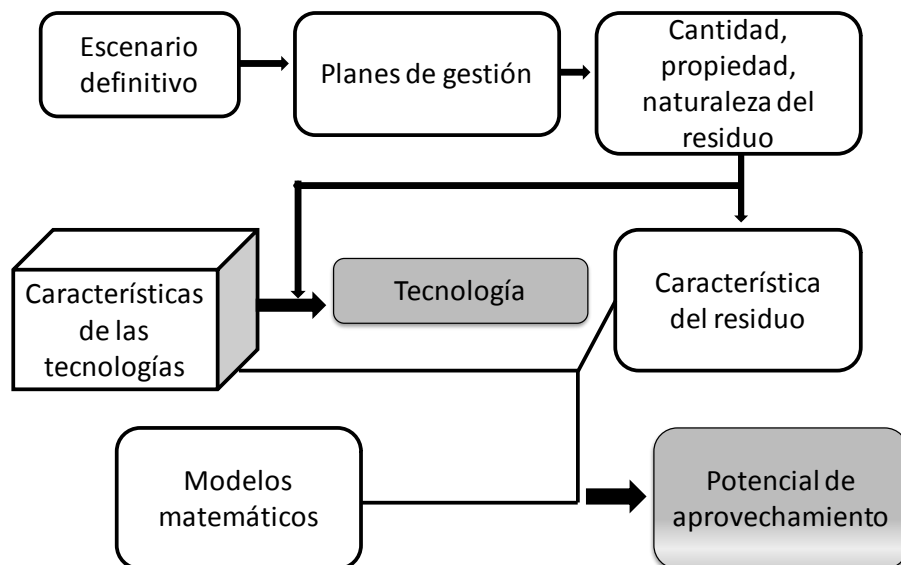 Escenario
definitivo
Planes de gestión
Cantidad,
propiedad,
naturaleza del
residuo
Características
de las
tecnologías
Tecnología
Característica
del residuo
Modelos
matemáticos
Potencial de
aprovechamiento